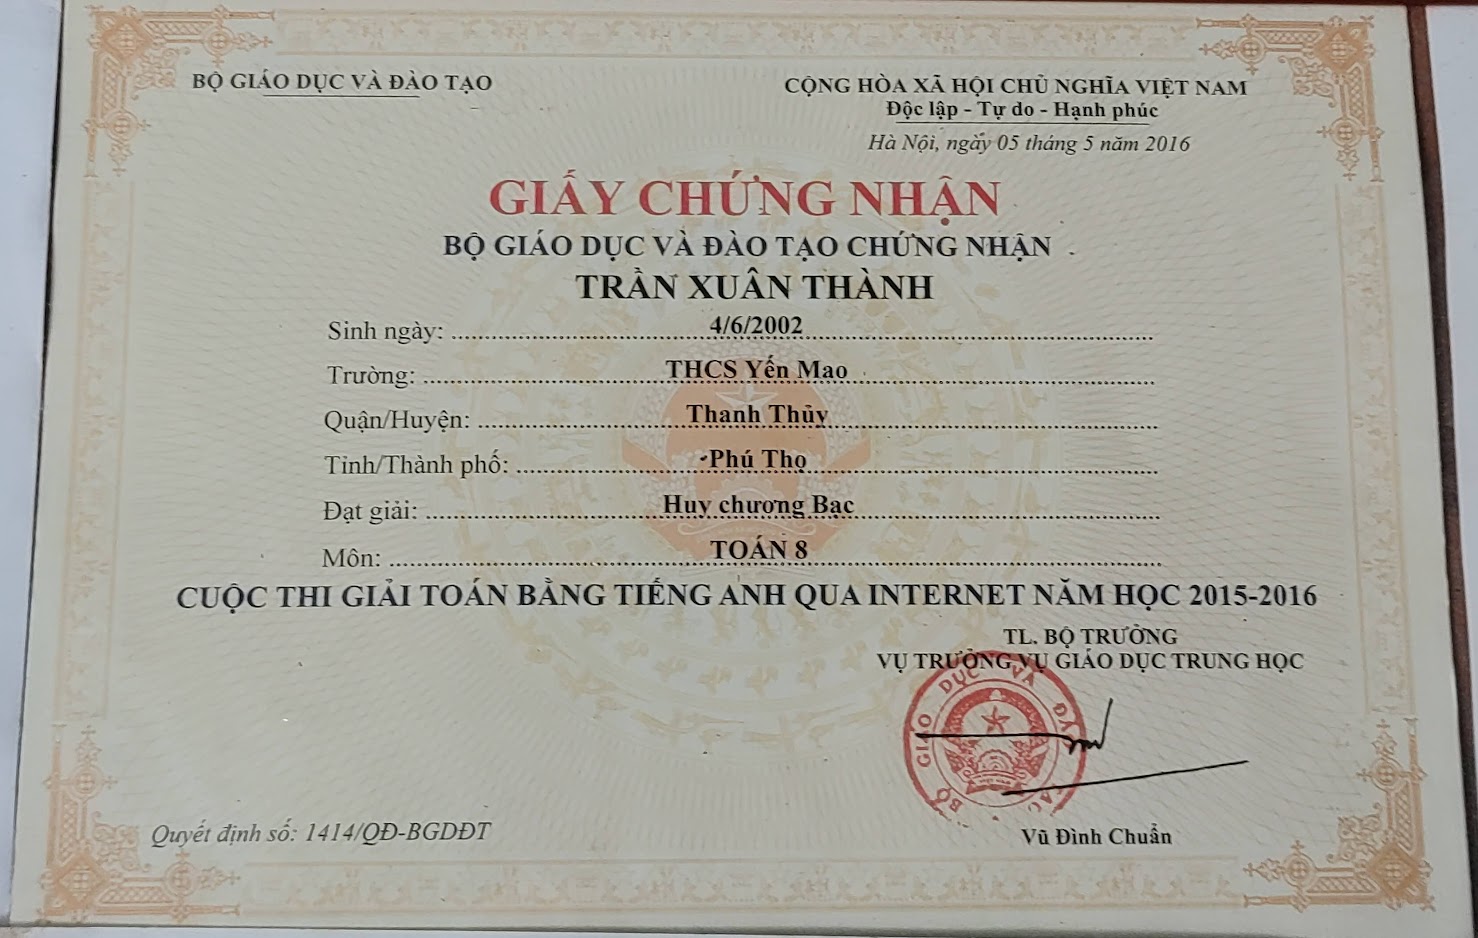 BỘ GIÁO DỤC VÀ ĐÀO TẠO
CỘNG HÒA XÃ HỘI CHỦ NGHĨA VIỆT NAM
Độc lập - Tự do - Hạnh phúc
Hà Nội, ngày 05 tháng 5 năm 2016
GIẤY CHỨNG NHẬN
BỘ GIÁO DỤC VÀ ĐÀO TẠO CHỨNG NHẬN
TRẦN XUÂN THÀNH
Sinh ngày: 4/6/2002
Trường: THCS Yến Mao
Quận/Huyện: Thanh Thủy
Tỉnh/Thành phố: Phú Thọ
Đạt giải: Huy chương Bạc
Môn: TOÁN 8
CUỘC THI GIẢI TOÁN BẰNG TIẾNG ANH QUA INTERNET NĂM HỌC 2015-2016
TL. BỘ TRƯỞNG
VỤ TRƯỞNG VỤ GIÁO DỤC TRUNG HỌC
BỘ GIÁO DỤC VÀ ĐÀO TẠO
VIỆT NAM
Quyết định số: 1414/QĐ-BGDĐT
Vũ Đình Chuẩn